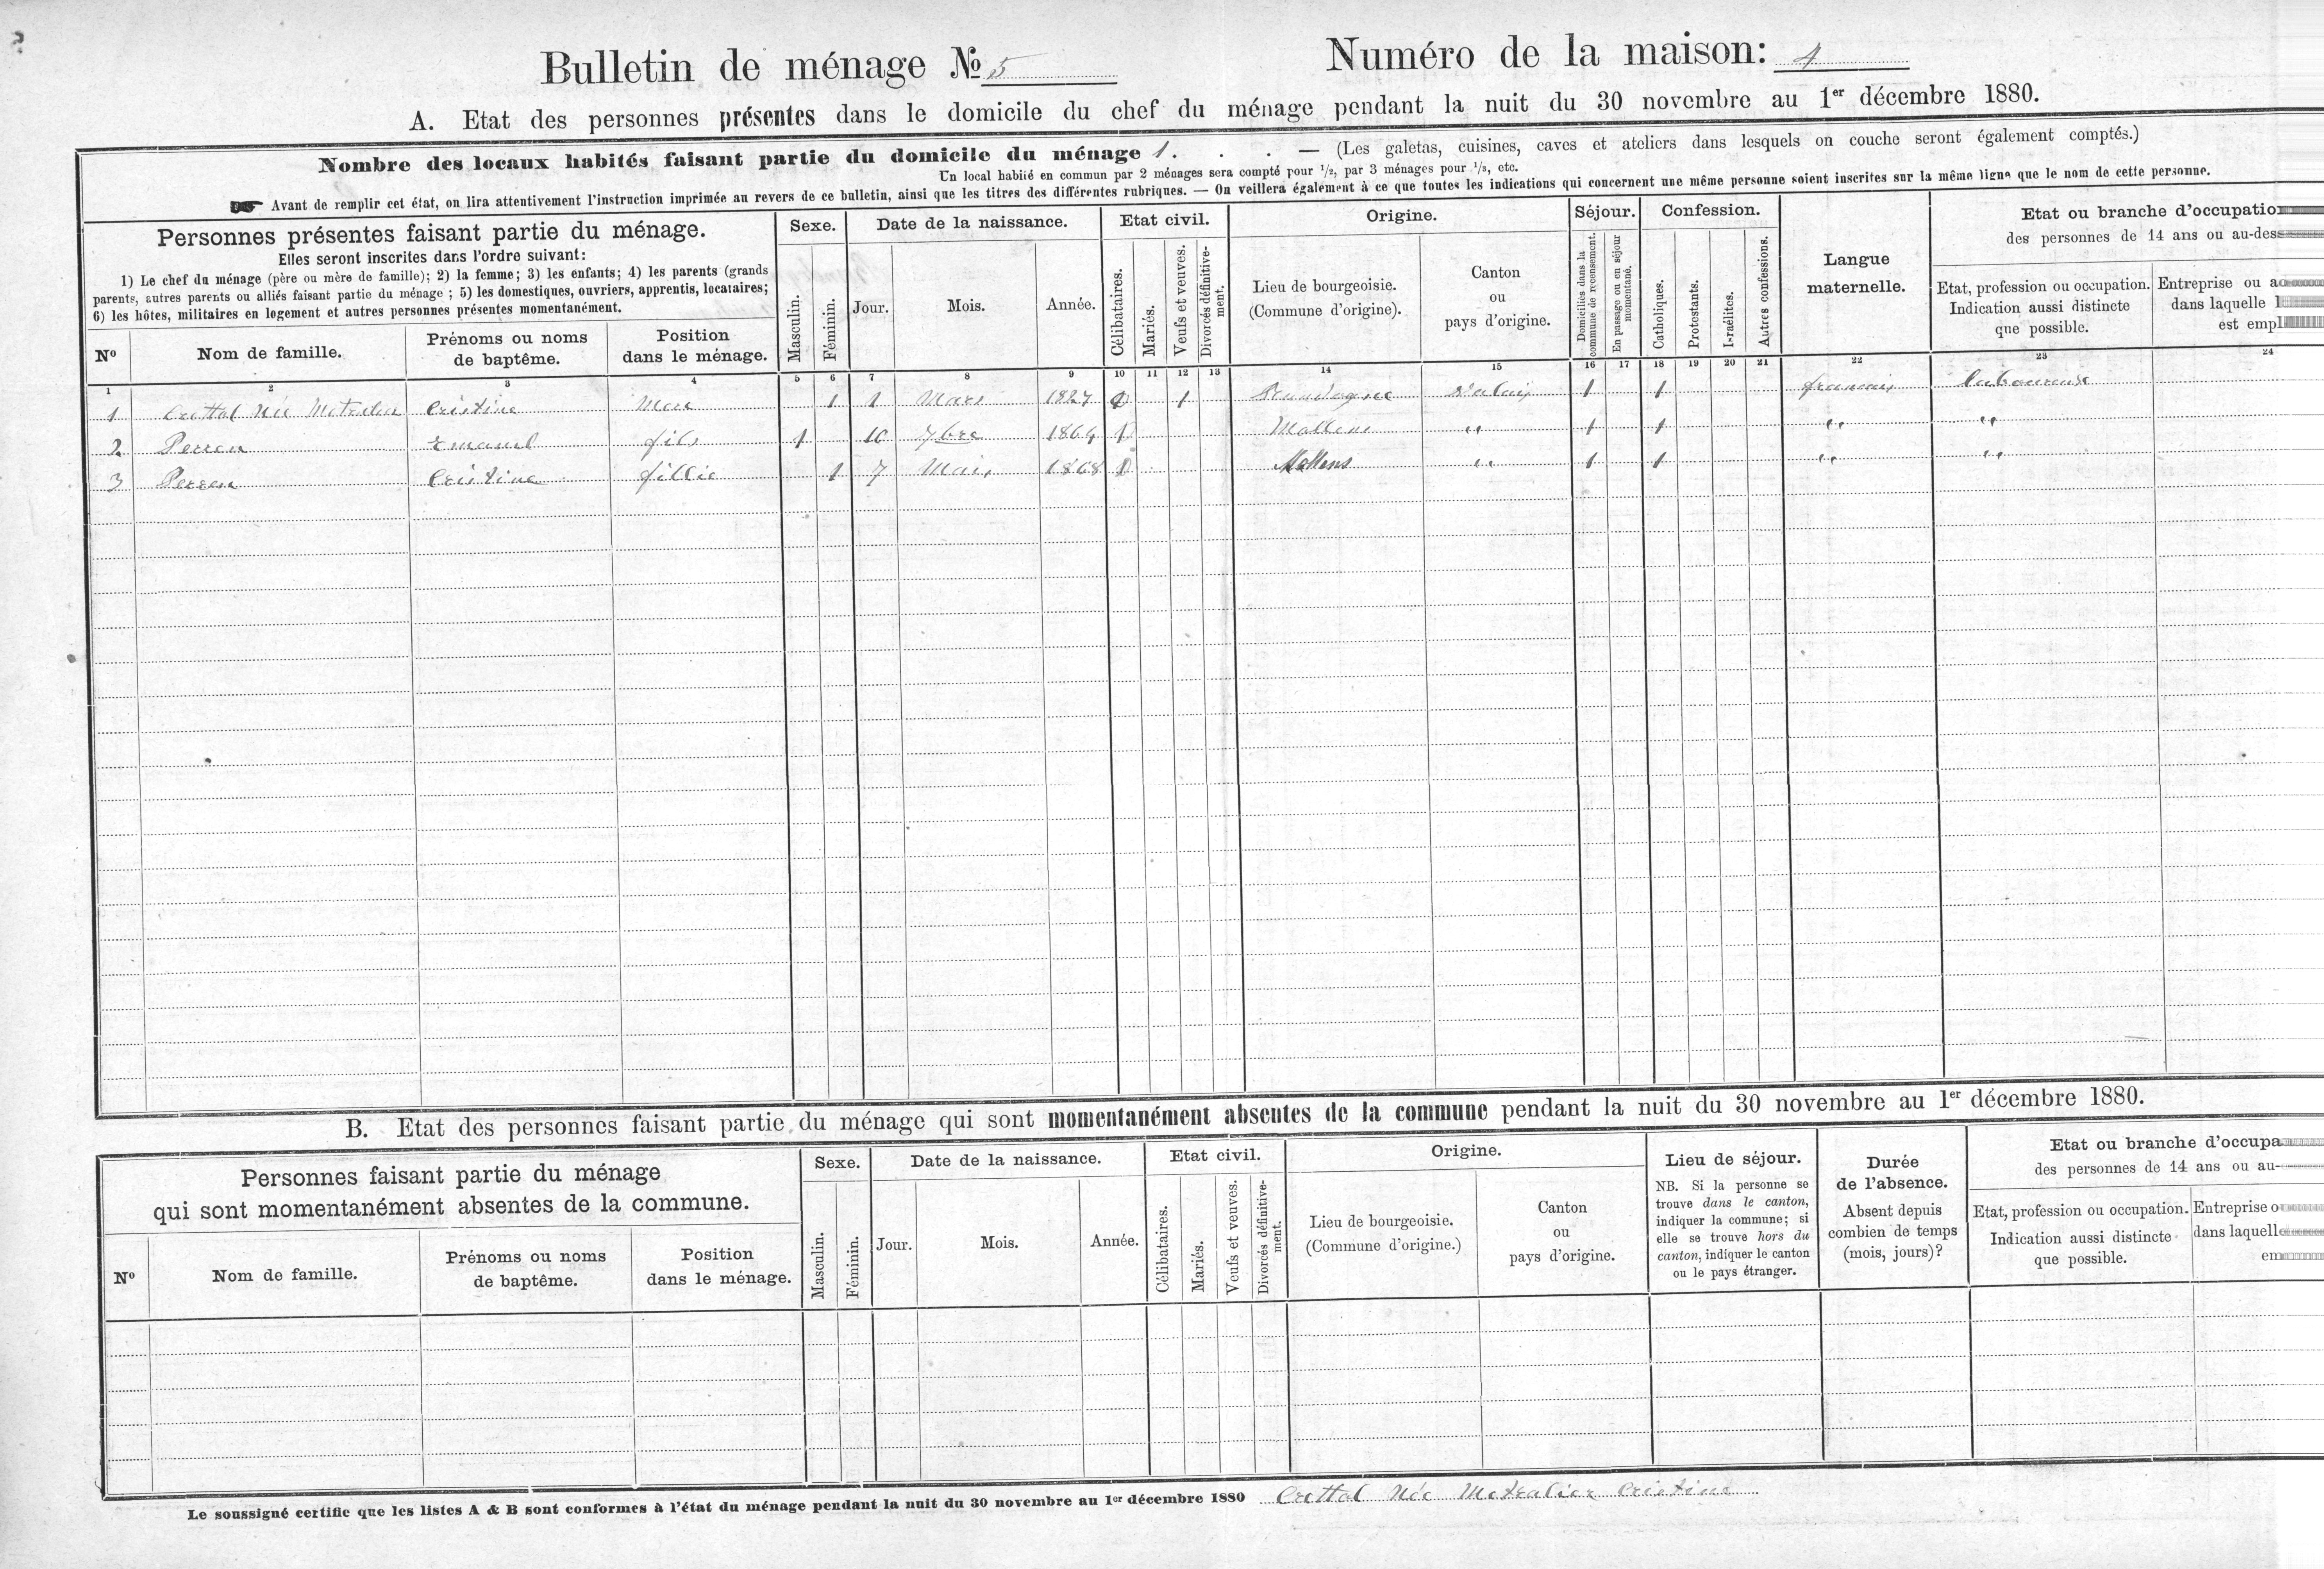 Bulletin de ménage № 5
Numéro de la maison: 4
A. Etat des personnes présentes dans le domicile du chef du ménage pendant la nuit du 30 novembre au 1er décembre 1880.
Nombre des locaux habités faisant partie du domicile du ménage 1. . . — (Les galetas, cuisines, caves et ateliers dans lesquels on couche seront également comptés.)
Un local habité en commun par 2 ménages sera compté pour 1/2, par 3 ménages pour 1/3, etc.
Avant de remplir cet état, on lira attentivement l'instruction imprimée au revers de ce bulletin, ainsi que les titres des différentes rubriques. — On veillera également à ce que toutes les indications qui concernent une même personne soient inscrites sur la même ligne que le nom de cette personne.
Personnes présentes faisant partie du ménage.
Elles seront inscrites dans l'ordre suivant:
1) Le chef du ménage (père ou mère de famille); 2) la femme; 3) les enfants; 4) les parents (grands
parents, autres parents ou alliés faisant partie du ménage; 5) les domestiques, ouvriers, apprentis, locataires;
6) les hôtes, militaires en logement et autres personnes présentes momentanément.
Nº
Nom de famille.
Prénoms ou noms
de baptême.
Position
dans le ménage.
Sexe.
Masculin.
Féminin.
Date de la naissance.
Jour.
Mois.
Année.
Etat civil.
Célibataires.
Mariés.
Veufs et veuves.
Divorcés définitive-
ment.
Origine.
Lieu de bourgeoisie.
(Commune d'origine).
Canton
ou
pays d'origine.
Séjour.
Domiciliés dans la
commune de recensement.
En passage ou en séjour
momentané.
Confession.
Catholiques.
Protestants.
Israélites.
Autres confessions.
Langue
maternelle.
Etat ou branche d'occupatio
des personnes de 14 ans ou au-dess
Etat, profession ou occupation.
Indication aussi distincte
que possible.
Entreprise ou a
dans laquelle l
est empl
1 2 3 4 5 6 7 8 9 10 11 12 13 14 15 16 17 18 19 20 21 22 23 24
1 Crettol Née Cristine 1 1 Mars 1827 1 Valais 1 1 français laboureuse
2 Perren Emanuel fils 1 10 7bre 1864 1 Mollens " 1 1 " "
3 Perren Cristine fillie 1 7 Mai 1868 1 Mollens " 1 1 " "
B. Etat des personnes faisant partie du ménage qui sont momentanément absentes de la commune pendant la nuit du 30 novembre au 1er décembre 1880.
Personnes faisant partie du ménage
qui sont momentanément absentes de la commune.
Nº
Nom de famille.
Prénoms ou noms
de baptême.
Position
dans le ménage.
Sexe.
Masculin.
Féminin.
Date de la naissance.
Jour.
Mois.
Année.
Etat civil.
Célibataires.
Mariés.
Veufs et veuves.
Divorcés définitive-
ment.
Origine.
Lieu de bourgeoisie.
(Commune d'origine.)
Canton
ou
pays d'origine.
Lieu de séjour.
NB. Si la personne se
trouve dans le canton,
indiquer la commune; si
elle se trouve hors du
canton, indiquer le canton
ou le pays étranger.
Durée
de l'absence.
Absent depuis
combien de temps
(mois, jours)?
Etat ou branche d'occupa
des personnes de 14 ans ou au-
Etat, profession ou occupation.
Indication aussi distincte
que possible.
Entreprise o
dans laquelle
em
Le soussigné certifie que les listes A & B sont conformes à l'état du ménage pendant la nuit du 30 novembre au 1er décembre 1880 Crettol Née Metralier Cristine